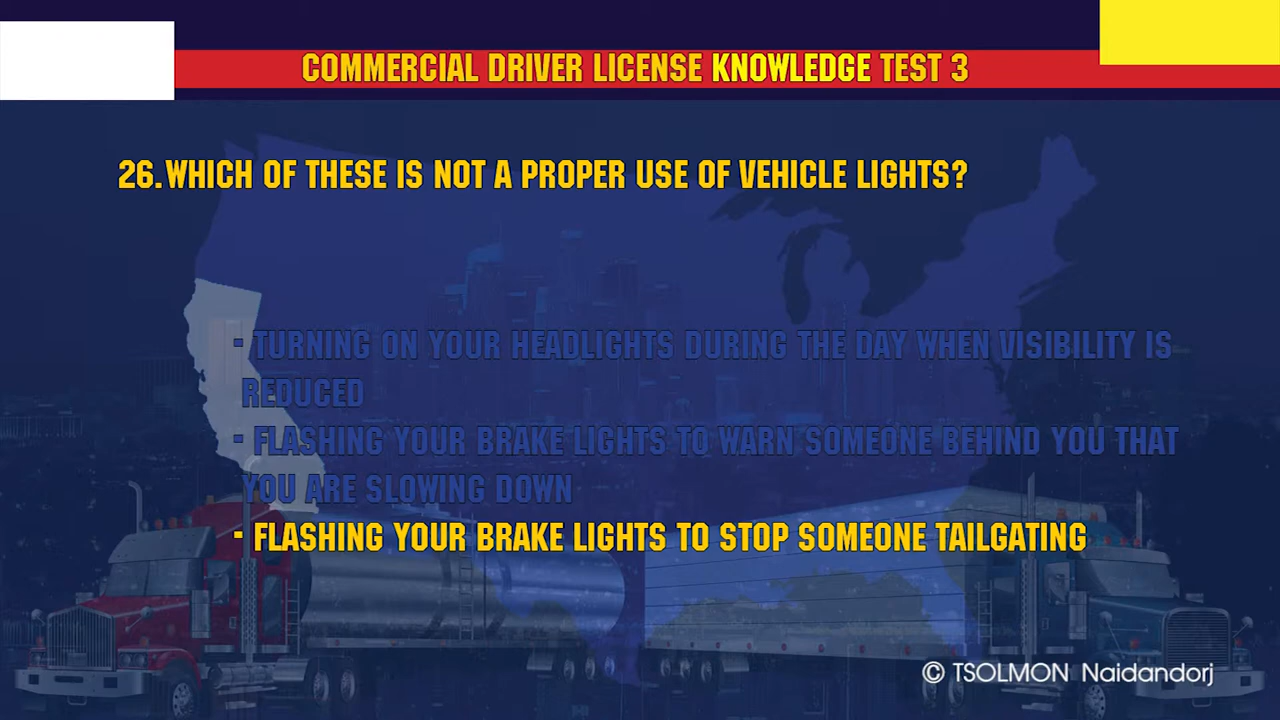 COMMERCIAL DRIVER LICENSE KNOWLEDGE TEST 3
26.WHICH OF THESE IS NOT A PROPER USE OF VEHICLE LIGHTS?
- TURNING ON YOUR HEADLIGHTS DURING THE DAY WHEN VISIBILITY IS
REDUCED
- FLASHING YOUR BRAKE LIGHTS TO WARN SOMEONE BEHIND YOU THAT
YOU ARE SLOWING DOWN
- FLASHING YOUR BRAKE LIGHTS TO STOP SOMEONE TAILGATING
© TSOLMON Naidandorj